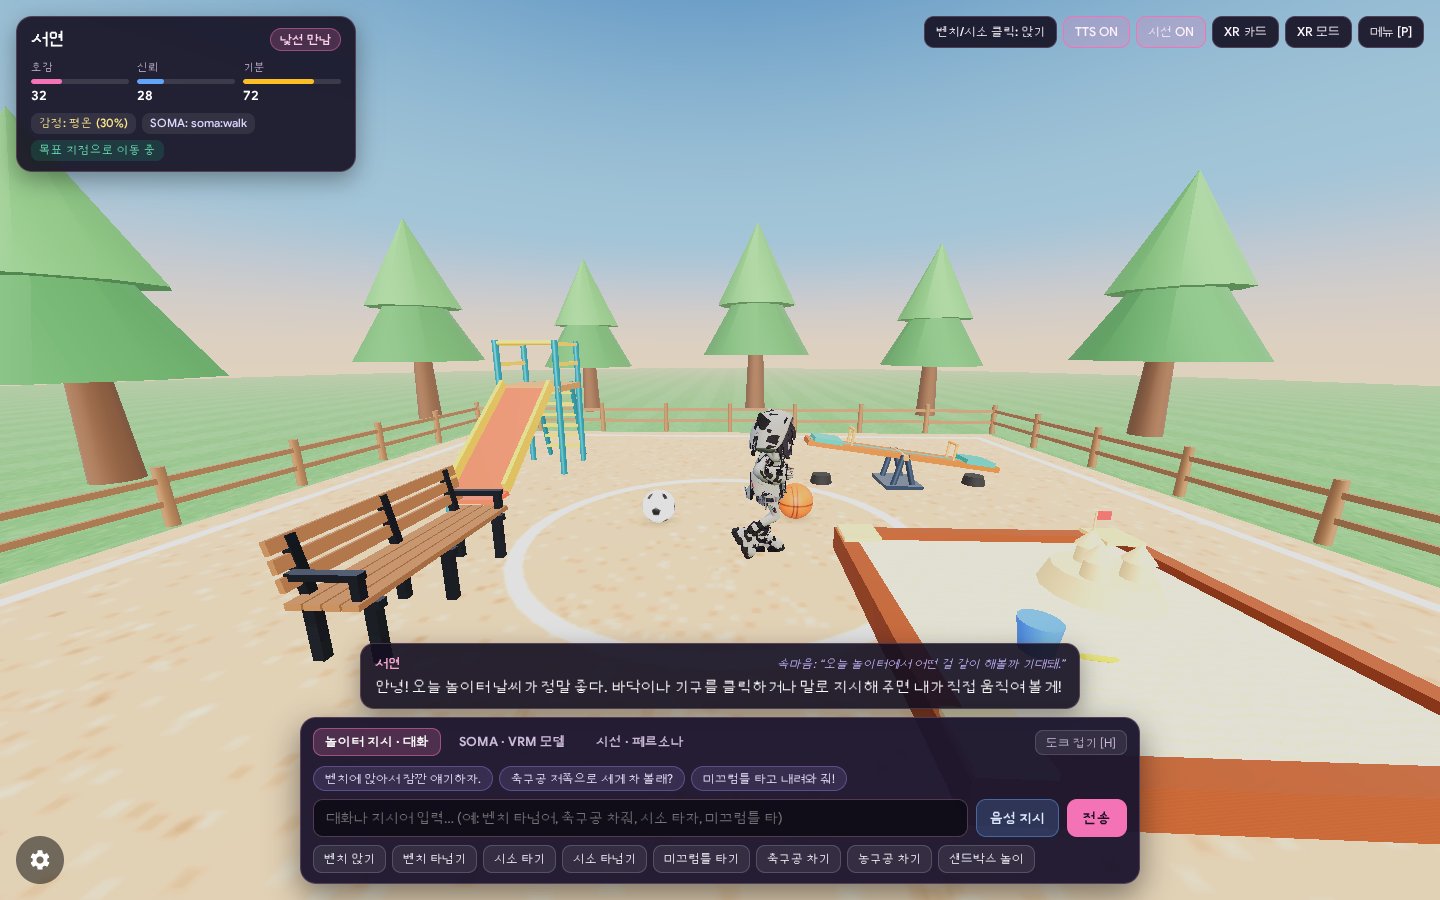 서연
낯선 만남
호감
신뢰
기분
32
28
72
감정: 평온 (30%)
SOMA: soma:walk
목표 지점으로 이동 중
벤치/시소 클릭: 앉기
TTS ON
시선 ON
XR 카드
XR 모드
메뉴 [P]
서연
속마음: “오늘 놀이터에서 어떤 걸 같이 해볼까 기대돼.”
안녕! 오늘 놀이터 날씨가 정말 좋다. 바닥이나 기구를 클릭하거나 말로 지시해 주면 내가 직접 움직여 볼게!
놀이터 지시 · 대화
SOMA · VRM 모델
시선 · 페르소나
도크 접기 [H]
벤치에 앉아서 잠깐 얘기하자.
축구공 저쪽으로 세게 차 볼래?
미끄럼틀 타고 내려와 줘!
대화나 지시어 입력... (예: 벤치 타넘어, 축구공 차줘, 시소 타자, 미끄럼틀 타)
음성 지시
전송
벤치 앉기
벤치 타넘기
시소 타기
시소 타넘기
미끄럼틀 타기
축구공 차기
농구공 차기
샌드박스 놀이